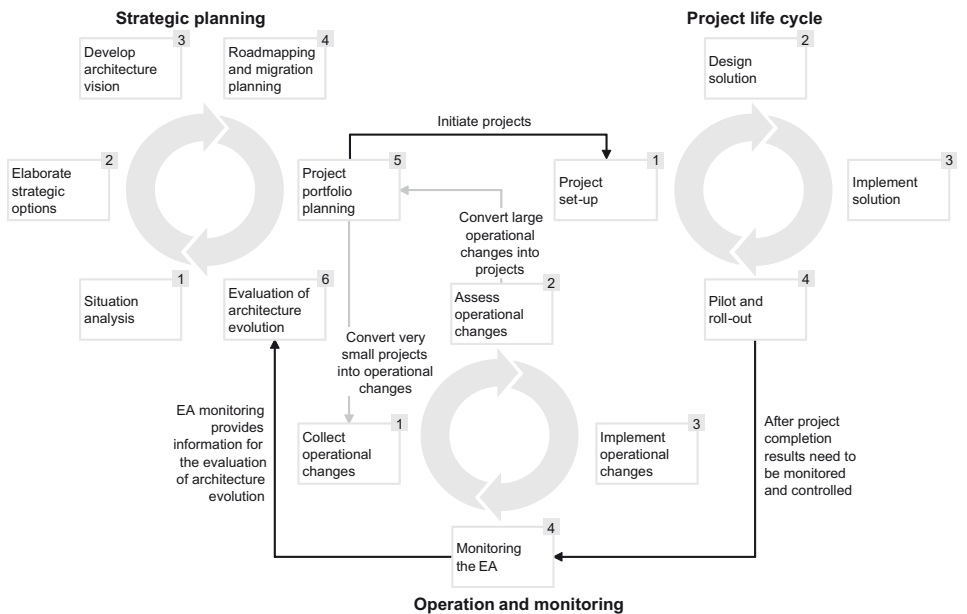 Strategic planning
3
Develop
architecture
vision
4
Roadmapping
and migration
planning
2
Elaborate
strategic
options
5
Project
portfolio
planning
1
Situation
analysis
6
Evaluation of
architecture
evolution
Initiate projects
Project life cycle
2
Design
solution
1
Project
set-up
3
Implement
solution
4
Pilot and
roll-out
Convert large
operational
changes into
projects
2
Assess
operational
changes
Convert very
small projects
into operational
changes
1
Collect
operational
changes
3
Implement
operational
changes
4
Monitoring
the EA
EA monitoring
provides
information for
the evaluation
of architecture
evolution
After project
completion
results need to
be monitored
and controlled
Operation and monitoring